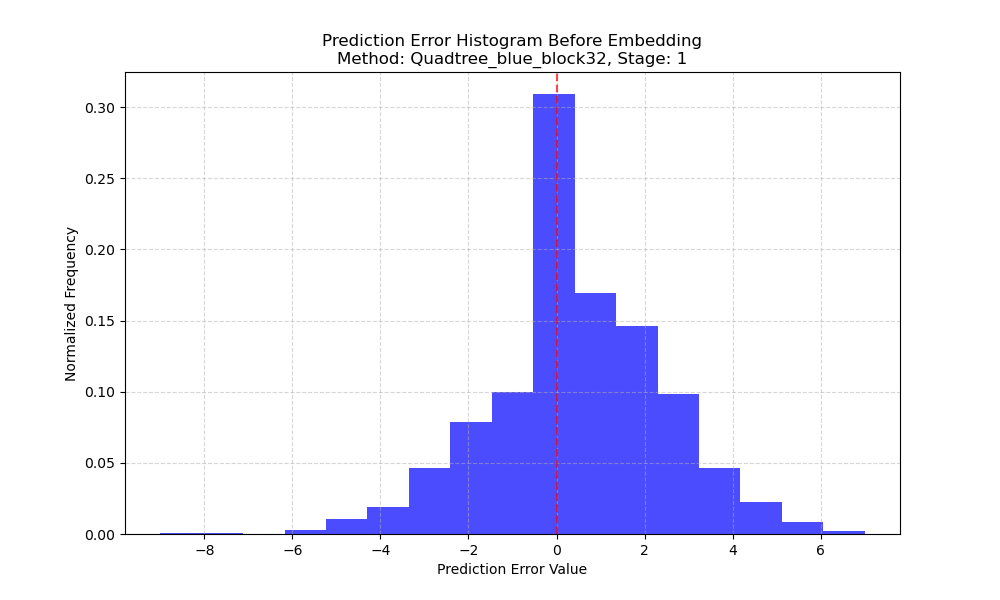 Prediction Error Histogram Before Embedding
Method: Quadtree_blue_block32, Stage: 1
Normalized Frequency
0.30
0.25
0.20
0.15
0.10
0.05
0.00
−8 −6 −4 −2 0 2 4 6
Prediction Error Value